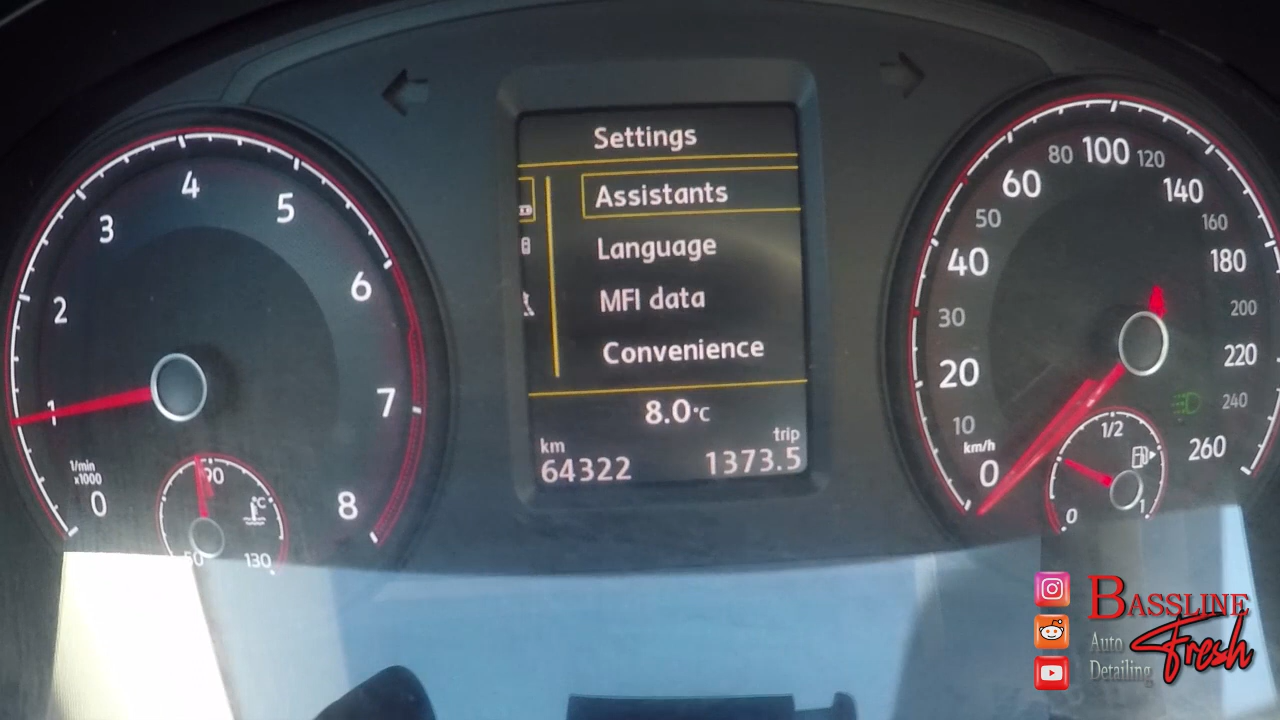 Settings
Assistants
Language
MFI data
Convenience
8.0°C
km
trip
64322
1373.5
0
1
2
3
4
5
6
7
8
1/min
x1000
50
90
130
°C
0
10
20
30
40
50
60
80
100
120
140
160
180
200
220
240
260
km/h
0
1/2
1
BASSLINE
Auto
Fresh
Detailing